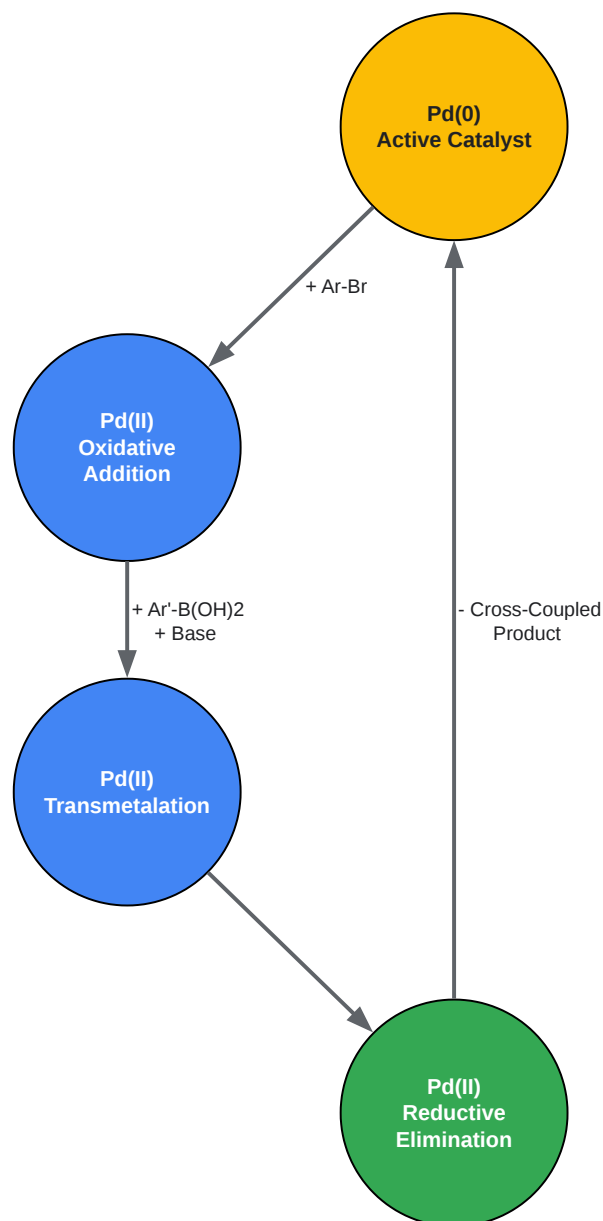 Pd(0)
Active Catalyst
+ Ar-Br
Pd(II)
Oxidative
Addition
+ Ar'-B(OH)2
+ Base
- Cross-Coupled
Product
Pd(II)
Transmetalation
Pd(II)
Reductive
Elimination